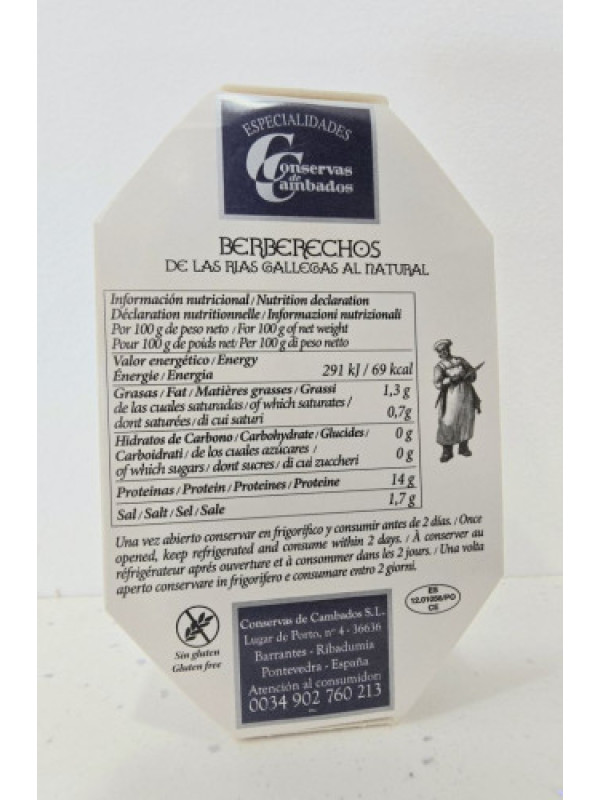 ESPECIALIDADES
Conservas
de
Cambados
BERBERECHOS
DE LAS RIAS GALLEGAS AL NATURAL
Información nutricional / Nutrition declaration
Déclaration nutritionnelle / Informazioni nutrizionali
Por 100 g de peso neto / For 100 g of net weight
Pour 100 g de poids net/ Per 100 g di peso netto
Valor energético / Energy
Énergie / Energia 291 kJ / 69 kcal
Grasas / Fat / Matières grasses / Grassi 1,3 g
de las cuales saturadas / of which saturates /
dont saturées / di cui saturi 0,7g
Hidratos de Carbono / Carbohydrate / Glucides / 0 g
Carboidrati / de los cuales azúcares /
of which sugars / dont sucres / di cui zuccheri 0 g
Proteinas / Protein / Proteines / Proteine 14 g
Sal / Salt / Sel / Sale 1,7 g
Una vez abierto conservar en frigorífico y consumir antes de 2 días. / Once
opened, keep refrigerated and consume within 2 days. / À conserver au
réfrigérateur aprés ouverture et à consommer dans les 2 jours. / Una volta
aperto conservare in frigorifero e consumare entro 2 giorni.
ES
12.01056/PO
CE
Sin gluten
Gluten free
Conservas de Cambados S.L.
Lugar de Porto, nº 4 - 36636
Barrantes - Ribadumia
Pontevedra - España
Atención al consumidor:
0034 902 760 213